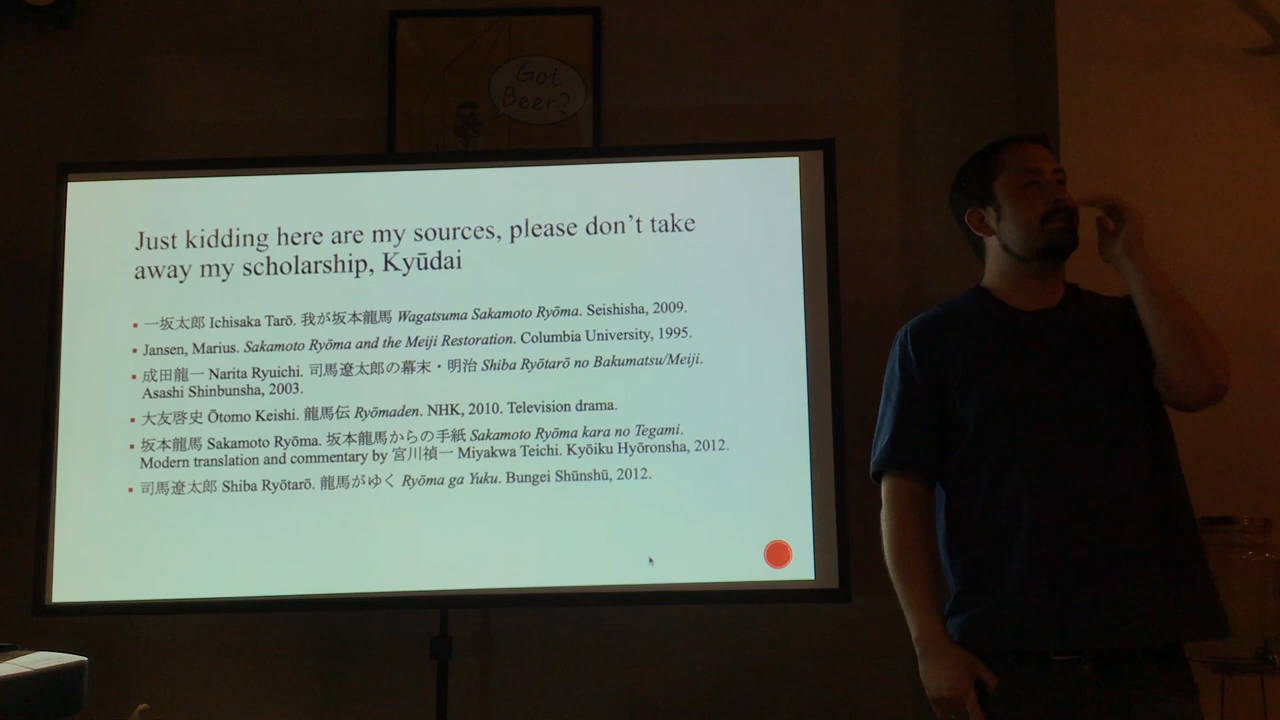 Got
Beer?
Just kidding here are my sources, please don't take
away my scholarship, Kyūdai
一坂太郎 Ichisaka Tarō. 我が坂本龍馬 Wagatsuma Sakamoto Ryōma. Seishisha, 2009.
Jansen, Marius. Sakamoto Ryōma and the Meiji Restoration. Columbia University, 1995.
成田龍一 Narita Ryuichi. 司馬遼太郎の幕末・明治 Shiba Ryōtarō no Bakumatsu/Meiji.
Asashi Shinbunsha, 2003.
大友啓史 Ōtomo Keishi. 龍馬伝 Ryōmaden. NHK, 2010. Television drama.
坂本龍馬 Sakamoto Ryōma. 坂本龍馬からの手紙 Sakamoto Ryōma kara no Tegami.
Modern translation and commentary by 宮川禎一 Miyakwa Teichi. Kyōiku Hyōronsha, 2012.
司馬遼太郎 Shiba Ryōtarō. 龍馬がゆく Ryōma ga Yuku. Bungei Shūnshū, 2012.